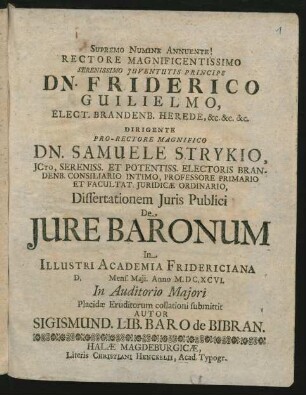 SUPREMO NUMINE ANNUENTE!
RECTORE MAGNIFICENTISSIMO
SERENISSIMO JUVENTUTIS PRINCIPE
DN. FRIDERICO
GUILIELMO,
ELECT. BRANDENB. HEREDE, &c. &c. &c.
DIRIGENTE
PRO-RECTORE MAGNIFICO
DN. SAMUELE STRYKIO,
JCTO, SERENISS. ET POTENTISS. ELECTORIS BRAN-
DENB. CONSILIARIO INTIMO, PROFESSORE PRIMARIO
ET FACULTAT. JURIDICÆ ORDINARIO,
Dissertationem Juris Publici
De
JURE BARONUM
In
ILLUSTRI ACADEMIA FRIDERICIANA
D. Mens. Maji. Anno M.DC.XCVI.
In Auditorio Majori
Placidæ Eruditorum collationi submittit
AUTOR
SIGISMUND. LIB. BARO de BIBRAN.
HALÆ MAGDEBURGICÆ,
Literis CHRISTIANI HENCKELII, Acad. Typogr.